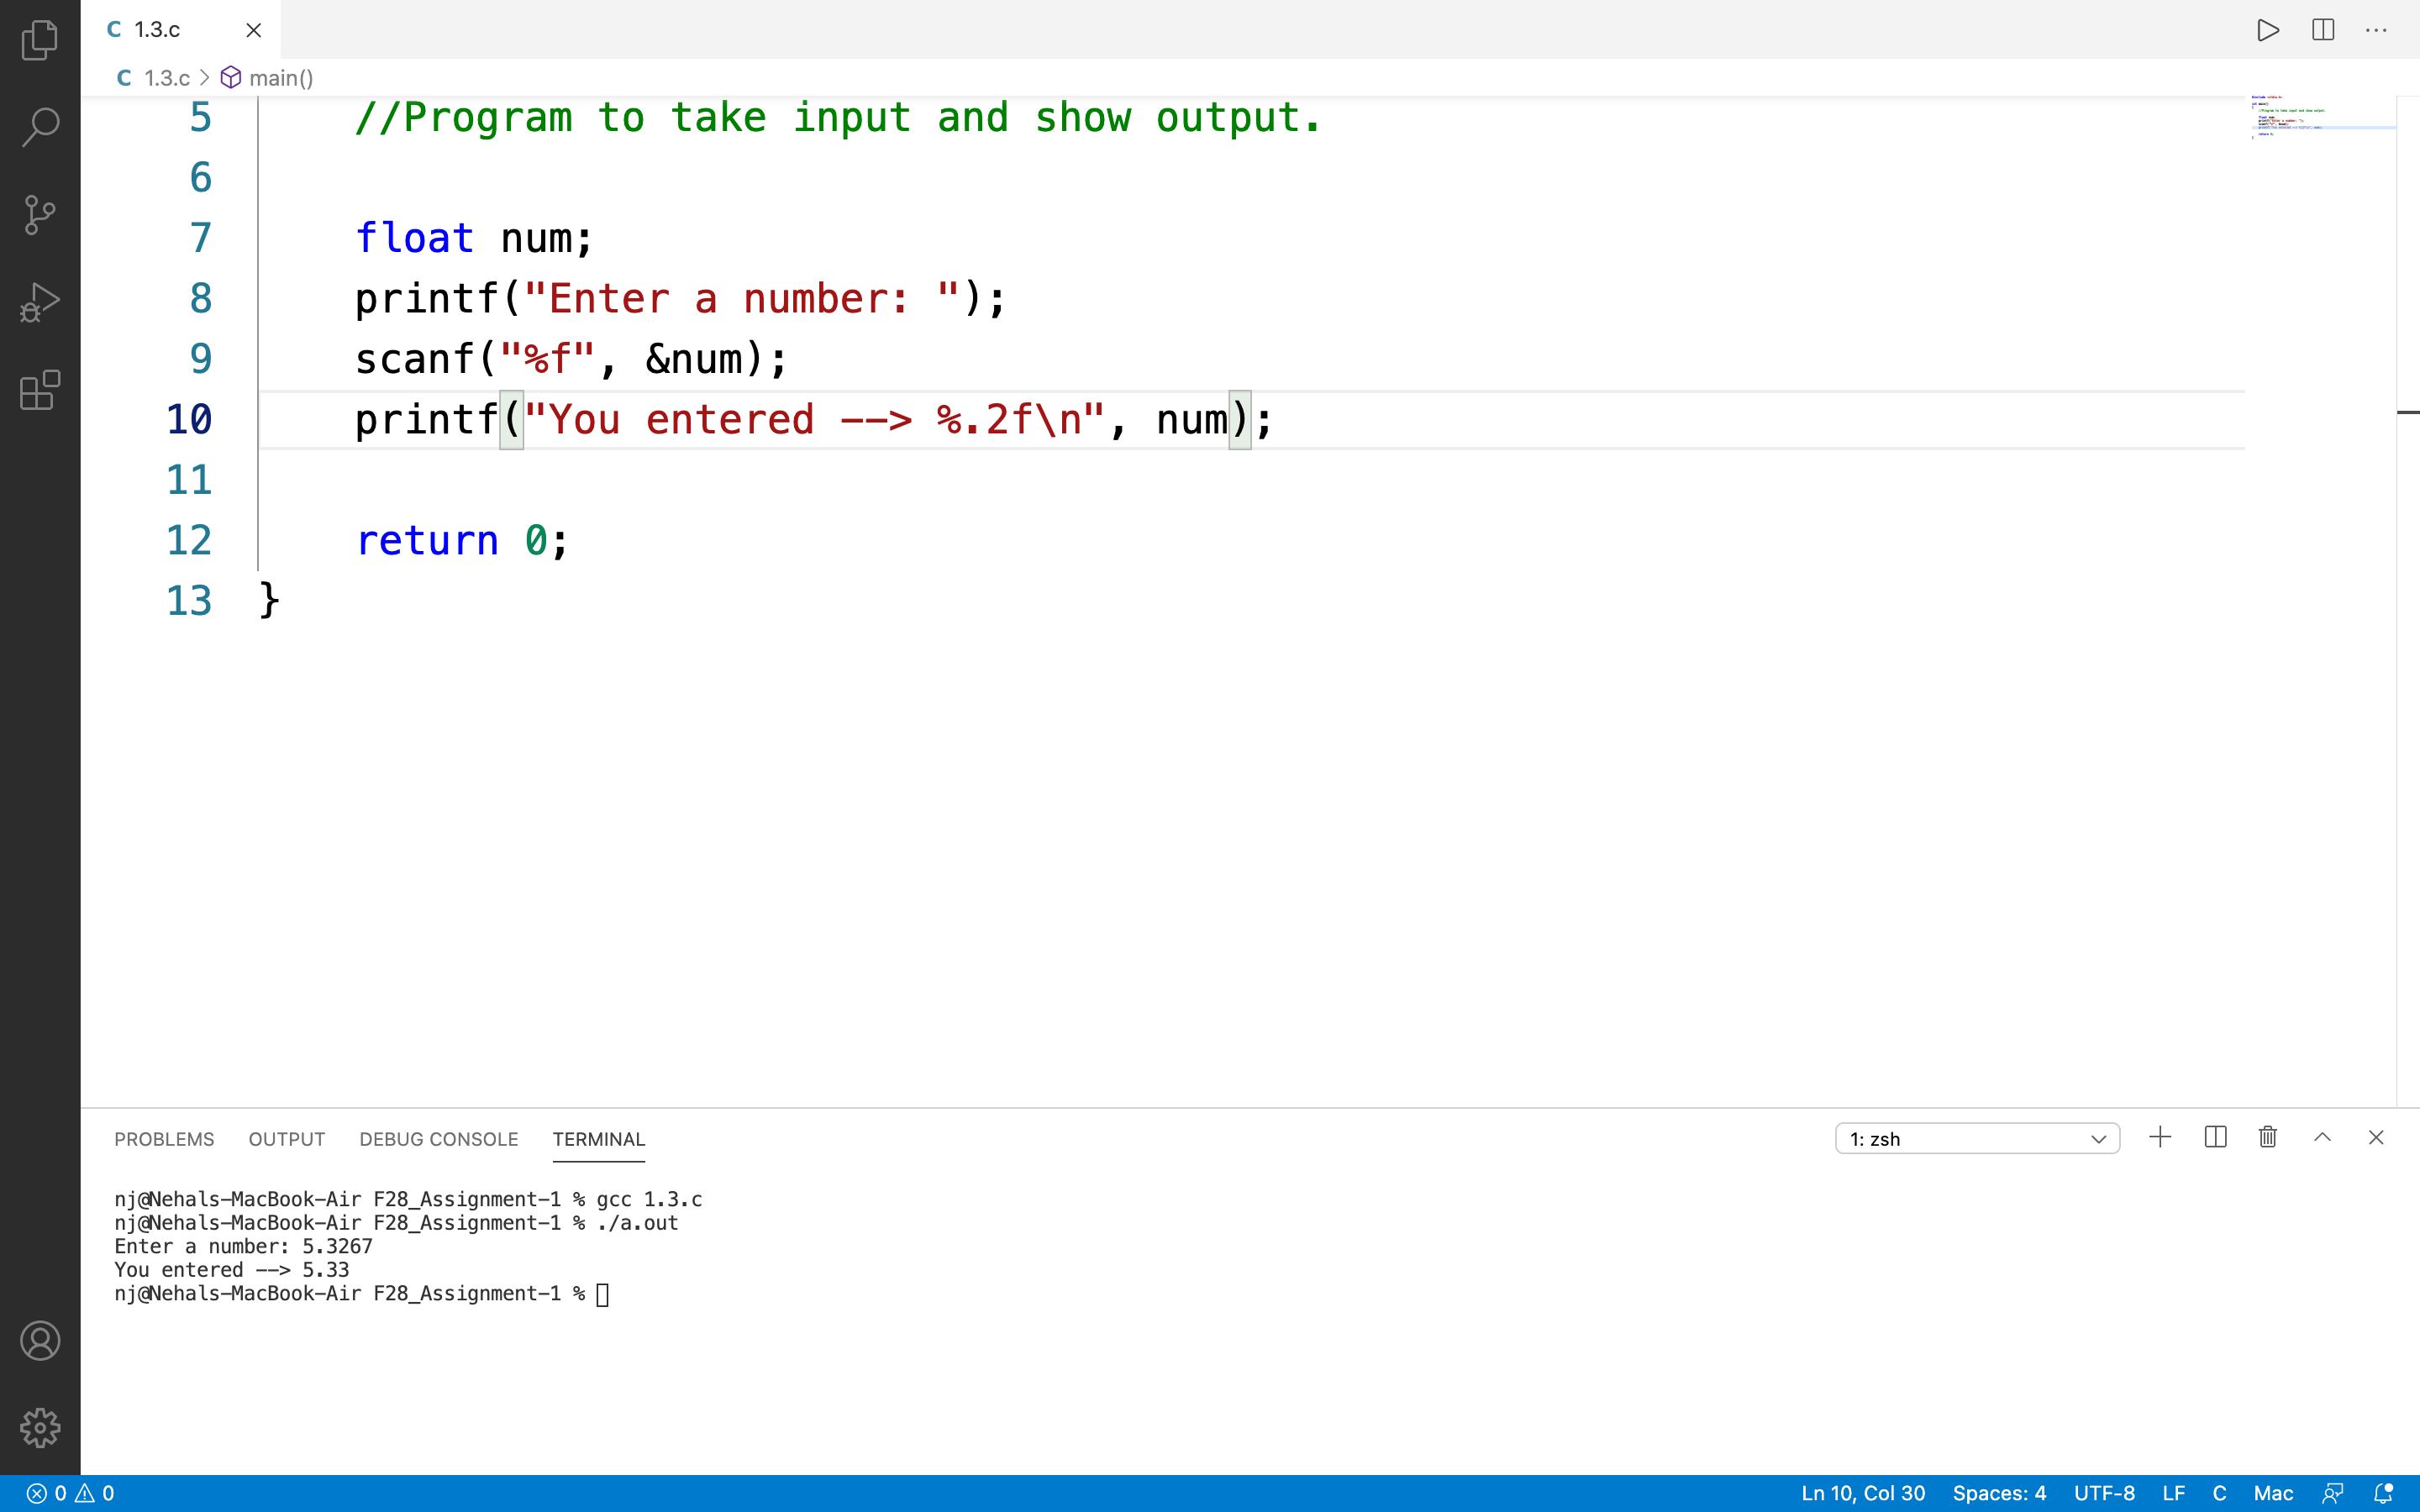 C 1.3.c
C 1.3.c > main()
5 //Program to take input and show output.
6
7 float num;
8 printf("Enter a number: ");
9 scanf("%f", &num);
10 printf("You entered --> %.2f\n", num);
11
12 return 0;
13 }
PROBLEMS OUTPUT DEBUG CONSOLE TERMINAL 1: zsh
nj@Nehals-MacBook-Air F28_Assignment-1 % gcc 1.3.c
nj@Nehals-MacBook-Air F28_Assignment-1 % ./a.out
Enter a number: 5.3267
You entered --> 5.33
nj@Nehals-MacBook-Air F28_Assignment-1 %
0 0 Ln 10, Col 30 Spaces: 4 UTF-8 LF C Mac